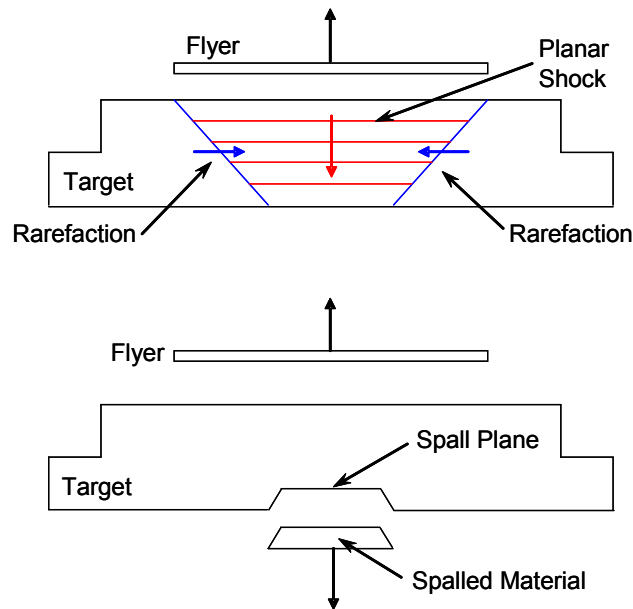 Flyer
Planar
Shock
Target
Rarefaction
Rarefaction
Flyer
Spall Plane
Target
Spalled Material